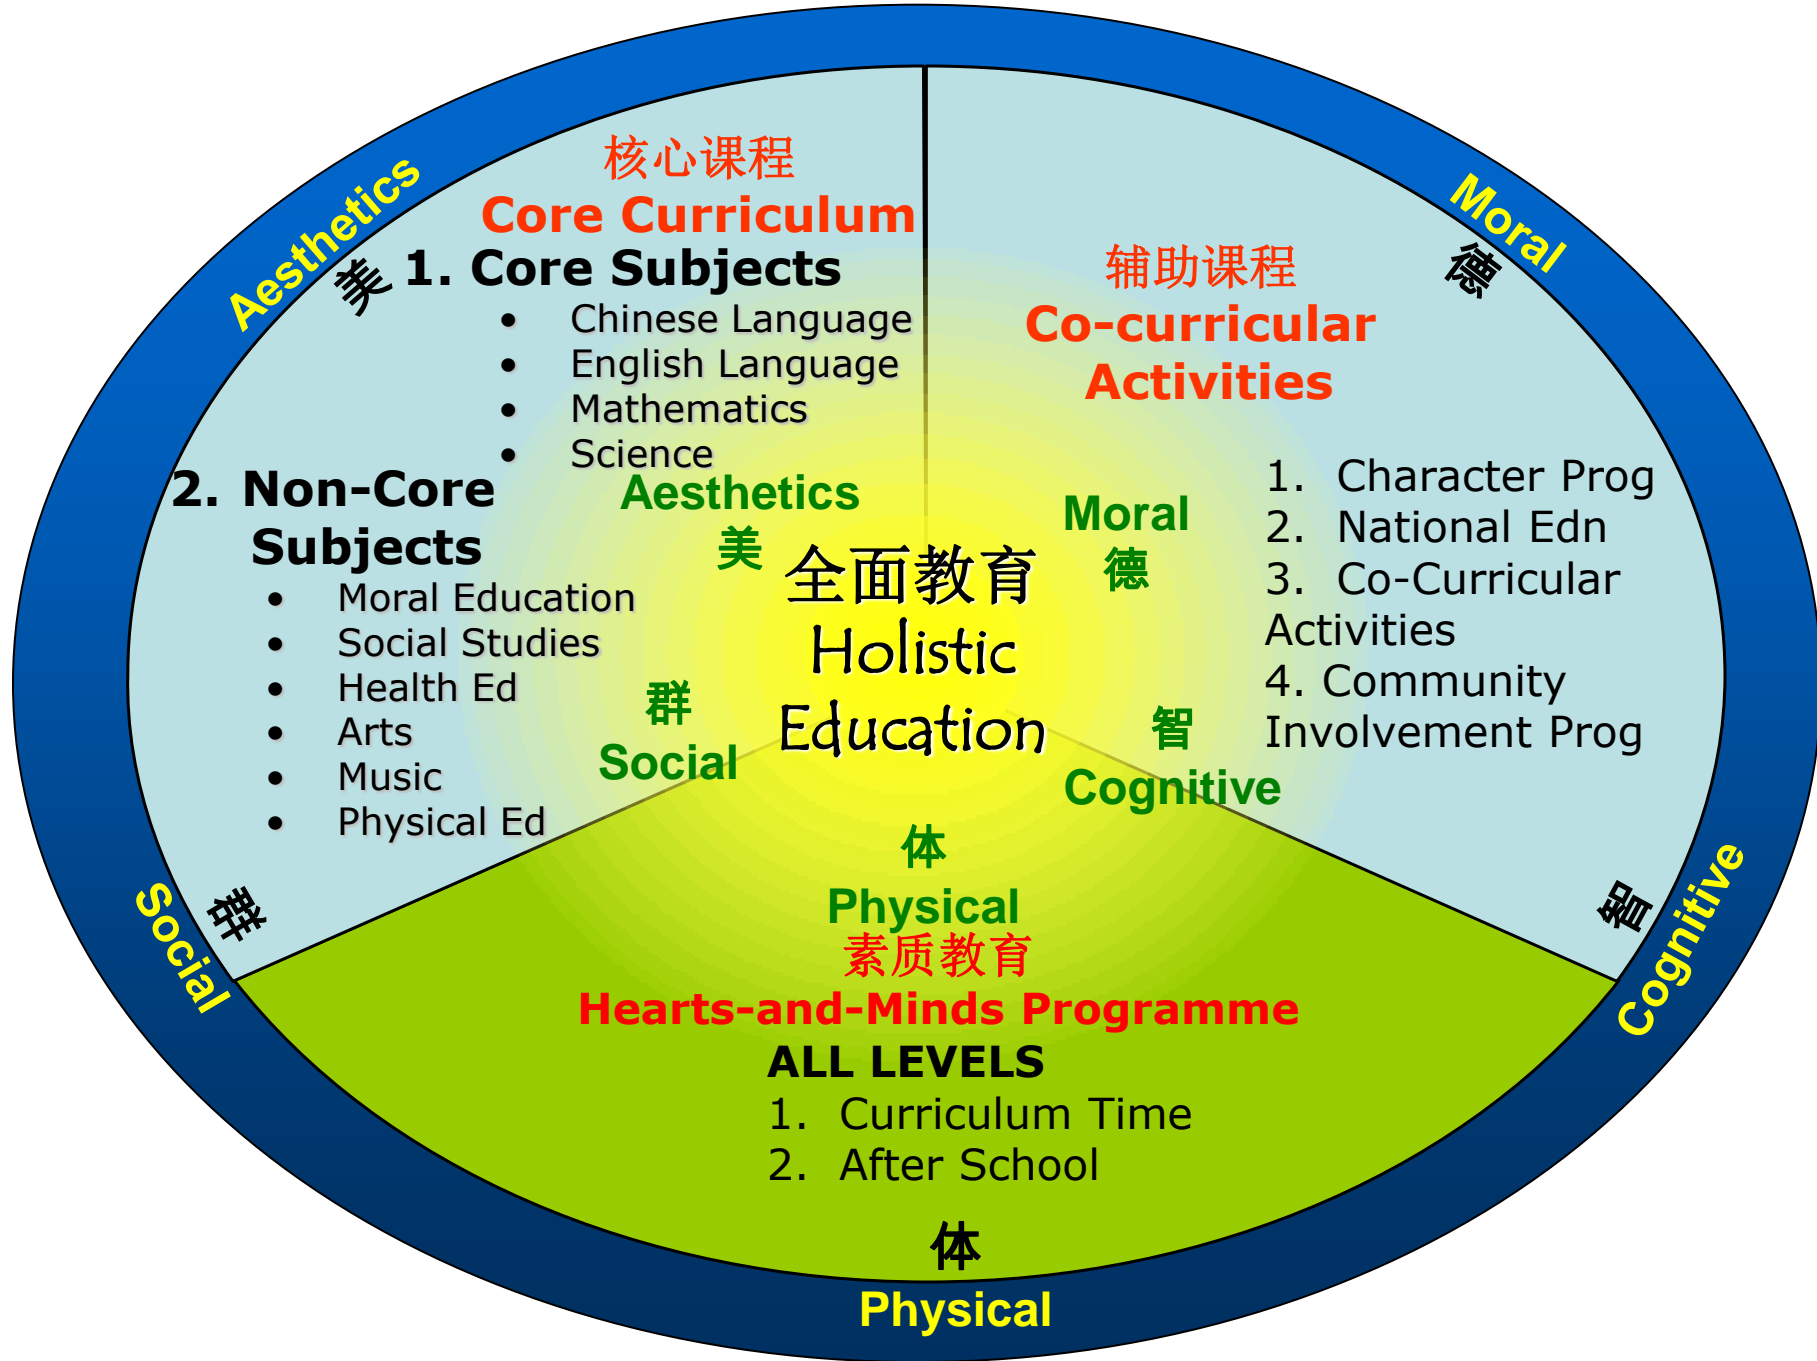 Aesthetics
美
核心课程
Core Curriculum
1. Core Subjects
• Chinese Language
• English Language
• Mathematics
• Science
2. Non-Core
Subjects
• Moral Education
• Social Studies
• Health Ed
• Arts
• Music
• Physical Ed
Moral
德
辅助课程
Co-curricular
Activities
1. Character Prog
2. National Edn
3. Co-Curricular
Activities
4. Community
Involvement Prog
Aesthetics
美
Moral
德
全面教育
Holistic
Education
群
Social
智
Cognitive
体
Physical
素质教育
Hearts-and-Minds Programme
ALL LEVELS
1. Curriculum Time
2. After School
群
Social
智
Cognitive
体
Physical